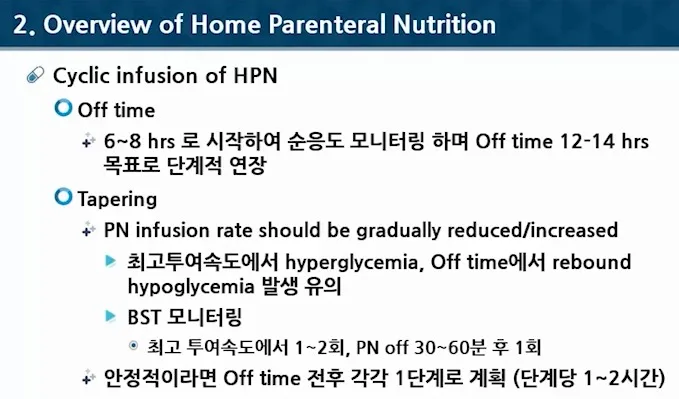 2. Overview of Home Parenteral Nutrition
Cyclic infusion of HPN
Off time
6~8 hrs 로 시작하여 순응도 모니터링 하며 Off time 12-14 hrs
목표로 단계적 연장
Tapering
PN infusion rate should be gradually reduced/increased
최고투여속도에서 hyperglycemia, Off time에서 rebound
hypoglycemia 발생 유의
BST 모니터링
최고 투여속도에서 1~2회, PN off 30~60분 후 1회
안정적이라면 Off time 전후 각각 1단계로 계획 (단계당 1~2시간)